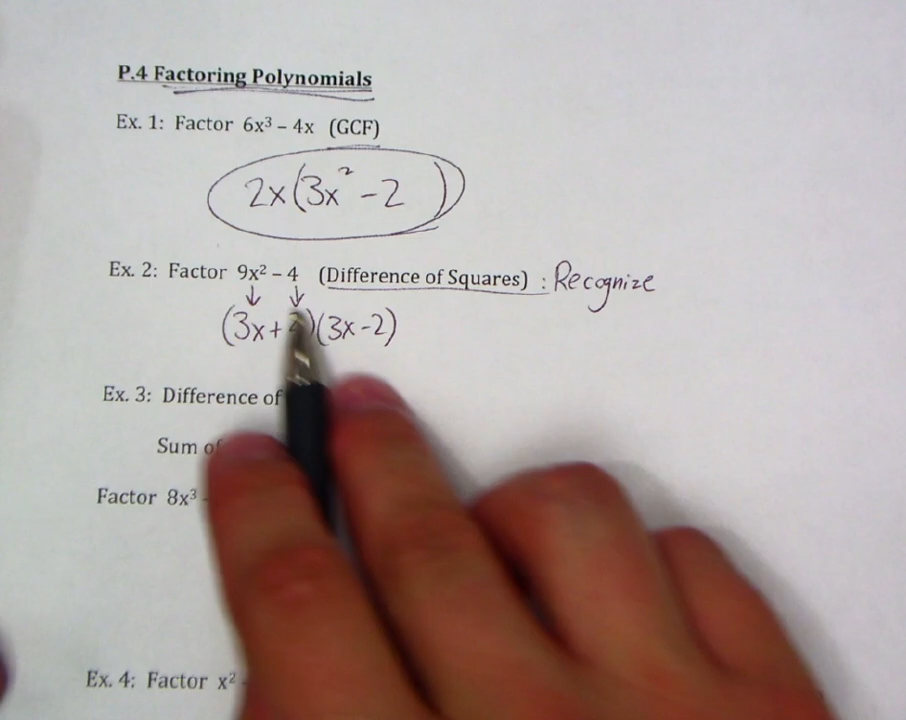 P.4 Factoring Polynomials
Ex. 1: Factor 6x³ – 4x (GCF)
2x(3x² - 2 )
Ex. 2: Factor 9x² – 4 (Difference of Squares) : Recognize
↓ ↓
(3x+ )(3x-2)
Ex. 3: Difference of
Sum of
Factor 8x³
Ex. 4: Factor x²